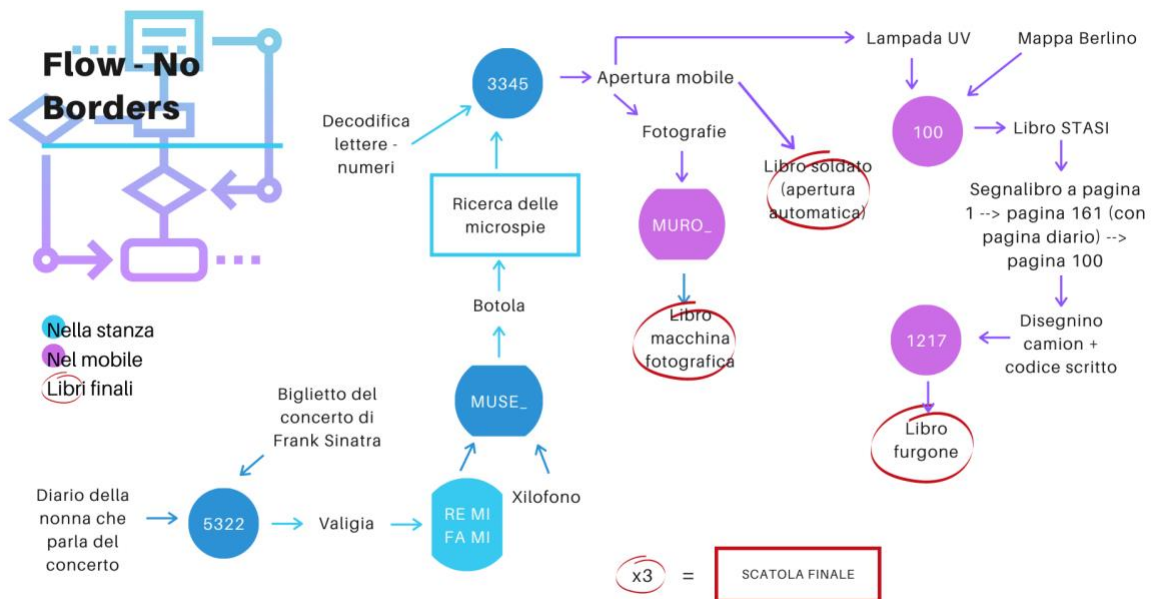 Flow - No
Borders
Nella stanza
Nel mobile
Libri finali
Diario della
nonna che
parla del
concerto
Biglietto del
concerto di
Frank Sinatra
5322
Valigia
RE MI
FA MI
Xilofono
MUSE_
Botola
Ricerca delle
microspie
Decodifica
lettere -
numeri
3345
Apertura mobile
Fotografie
MURO_
Libro
macchina
fotografica
Libro soldato
(apertura
automatica)
Lampada UV
Mappa Berlino
100
Libro STASI
Segnalibro a pagina
1 --> pagina 161 (con
pagina diario) -->
pagina 100
Disegnino
camion +
codice scritto
1217
Libro
furgone
x3 =
SCATOLA FINALE